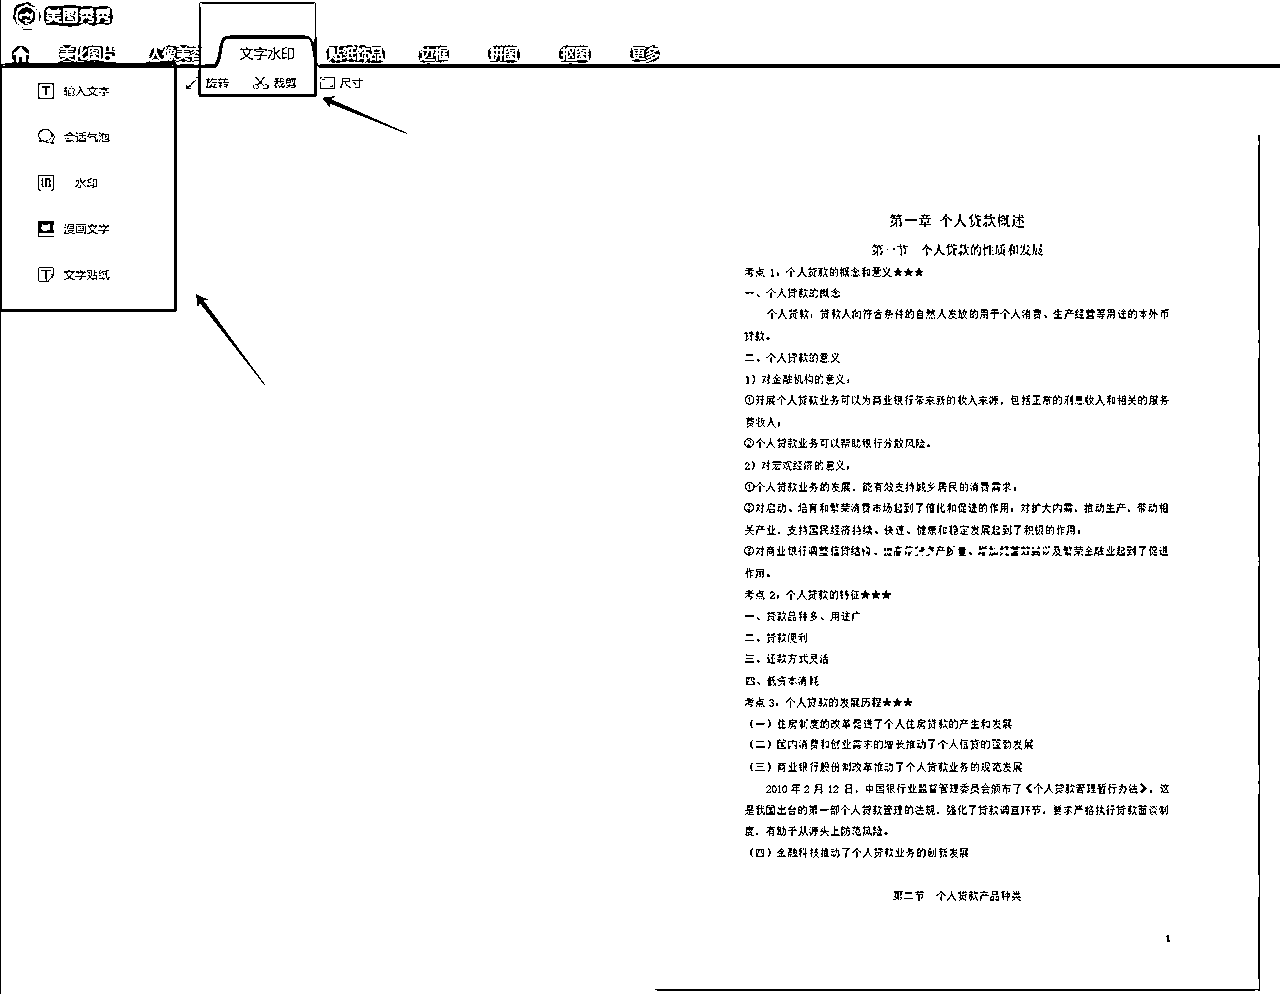 美图秀秀
美化图片 人像美容 文字水印 贴纸饰品 边框 拼图 抠图 更多
旋转 裁剪 尺寸
输入文字
会话气泡
水印
漫画文字
文字贴纸
第一章 个人贷款概述
第一节 个人贷款的性质和发展
考点 1：个人贷款的概念和意义★★★
一、个人贷款的概念
个人贷款：贷款人向符合条件的自然人发放的用于个人消费、生产经营等用途的本外币
贷款。
二、个人贷款的意义
1）对金融机构的意义：
①开展个人贷款业务可以为商业银行带来新的收入来源，包括正常的利息收入和相关的服务
费收入；
②个人贷款业务可以帮助银行分散风险。
2）对宏观经济的意义：
①个人贷款业务的发展，能有效支持城乡居民的消费需求；
②对启动、培育和繁荣消费市场起到了催化和促进的作用；对扩大内需，推动生产，带动相
关产业，支持国民经济持续、快速、健康和稳定发展起到了积极的作用；
③对商业银行调整信贷结构、提高信贷资产质量、增加经营效益以及繁荣金融业起到了促进
作用。
考点 2：个人贷款的特征★★★
一、贷款品种多、用途广
二、贷款便利
三、还款方式灵活
四、低资本消耗
考点 3：个人贷款的发展历程★★★
（一）住房制度的改革促进了个人住房贷款的产生和发展
（二）国内消费和创业需求的增长推动了个人信贷的蓬勃发展
（三）商业银行股份制改革推动了个人贷款业务的规范发展
2010 年 2 月 12 日，中国银行业监督管理委员会颁布了《个人贷款管理暂行办法》，这
是我国出台的第一部个人贷款管理的法规，强化了贷款调查环节，要求严格执行贷款面谈制
度，有助于从源头上防范风险。
（四）金融科技推动了个人贷款业务的创新发展
第二节 个人贷款产品种类
1